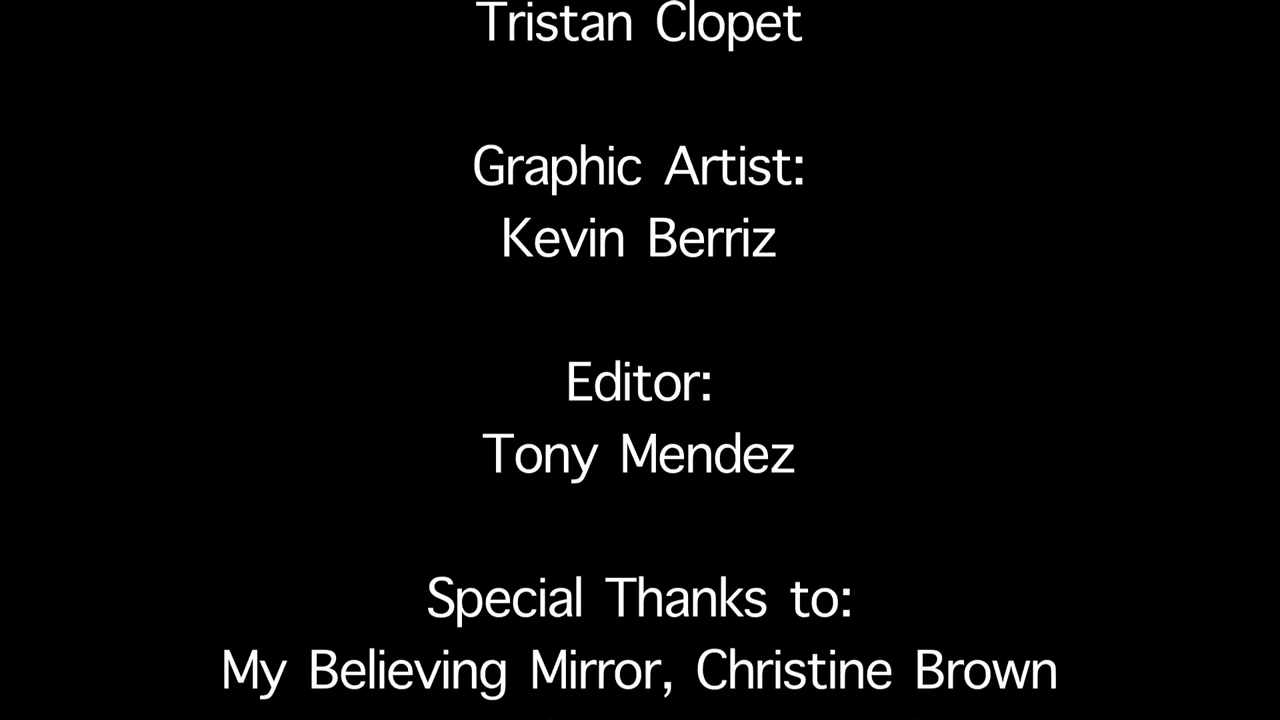 Tristan Clopet
Graphic Artist:
Kevin Berriz
Editor:
Tony Mendez
Special Thanks to:
My Believing Mirror, Christine Brown